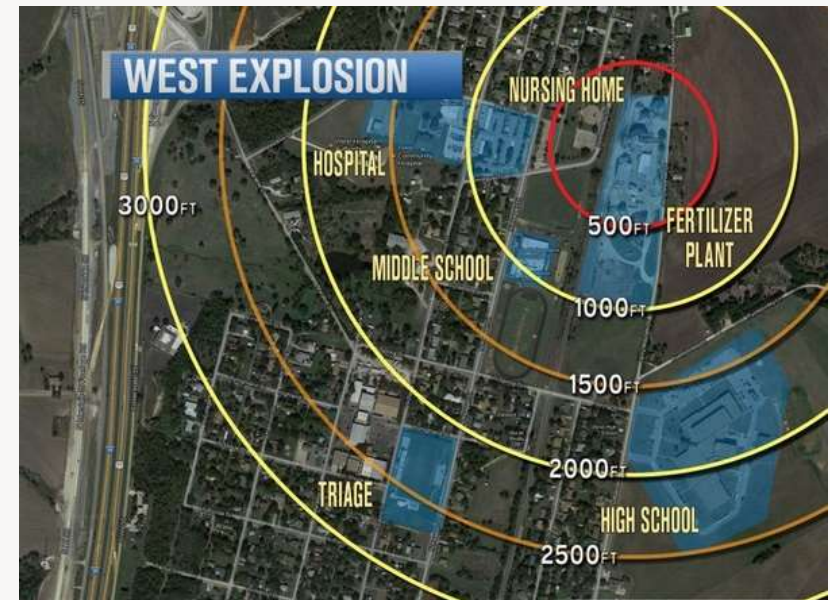 WEST EXPLOSION
NURSING HOME
HOSPITAL
3000FT
500FT
FERTILIZER
PLANT
MIDDLE SCHOOL
1000FT
1500FT
2000FT
TRIAGE
HIGH SCHOOL
2500FT